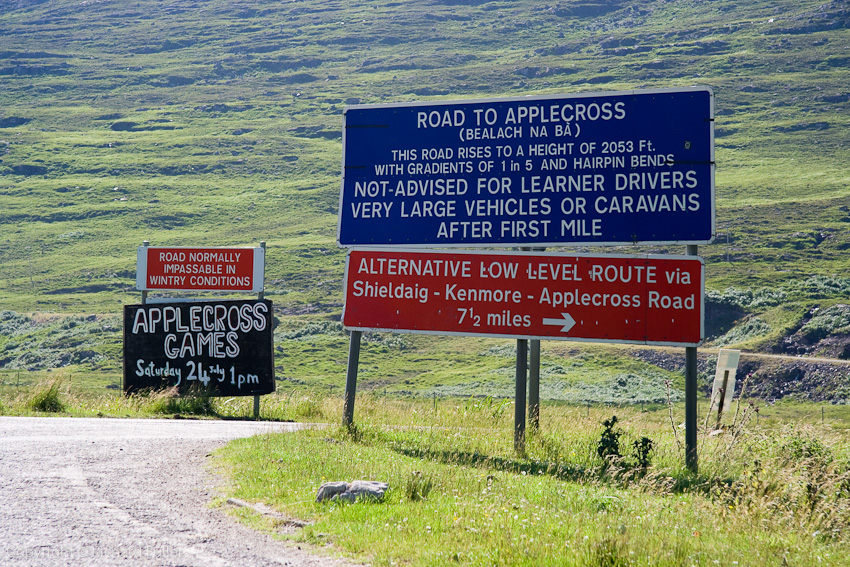 ROAD TO APPLECROSS
(BEALACH NA BÀ)
THIS ROAD RISES TO A HEIGHT OF 2053 Ft.
WITH GRADIENTS OF 1 in 5 AND HAIRPIN BENDS
NOT ADVISED FOR LEARNER DRIVERS
VERY LARGE VEHICLES OR CARAVANS
AFTER FIRST MILE
ALTERNATIVE LOW LEVEL ROUTE via
Shieldaig - Kenmore - Applecross Road
7½ miles
ROAD NORMALLY
IMPASSABLE IN
WINTRY CONDITIONS
APPLECROSS
GAMES
Saturday 24 July 1pm